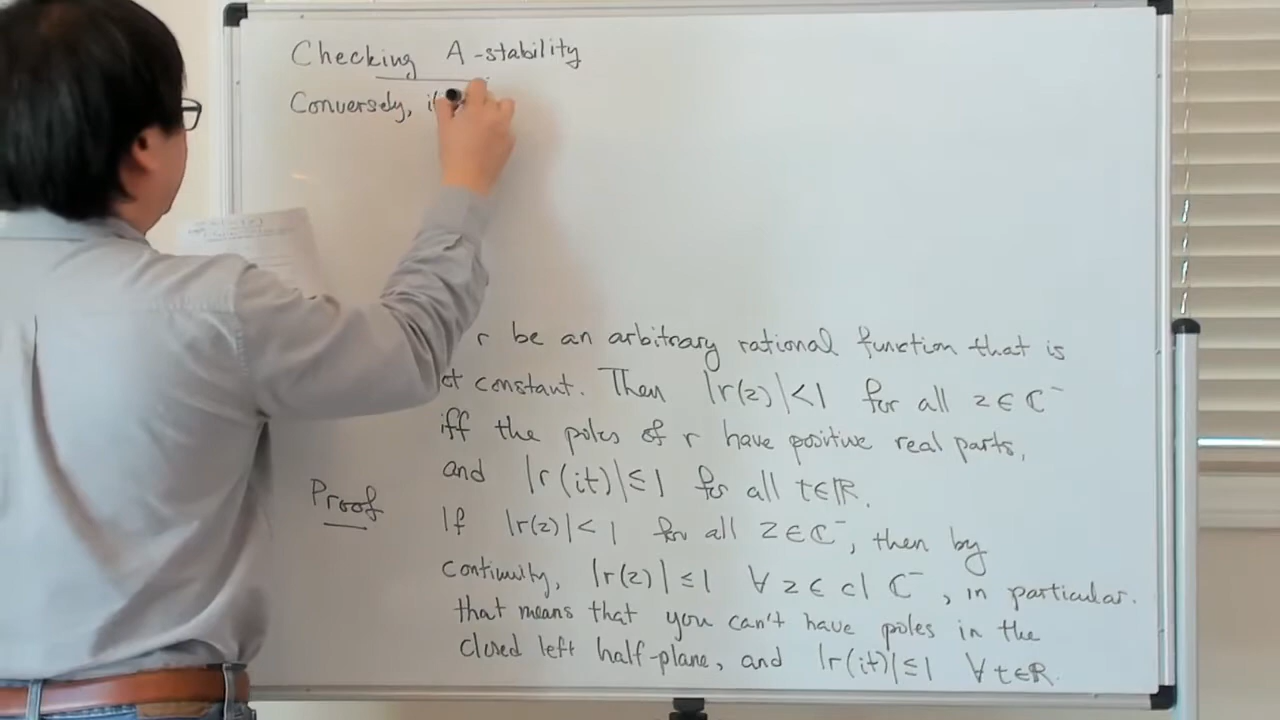 Checking A-stability
Conversely, if
r be an arbitrary rational function that is
constant. Then |r(z)|<1 for all z∈ℂ⁻
iff the poles of r have positive real parts,
and |r(it)|≤1 for all t∈ℝ.
Proof
If |r(z)|<1 for all z∈ℂ⁻, then by
continuity, |r(z)|≤1 ∀ z∈ cl ℂ⁻, in particular.
that means that you can't have poles in the
closed left half-plane, and |r(it)|≤1 ∀ t∈ℝ.